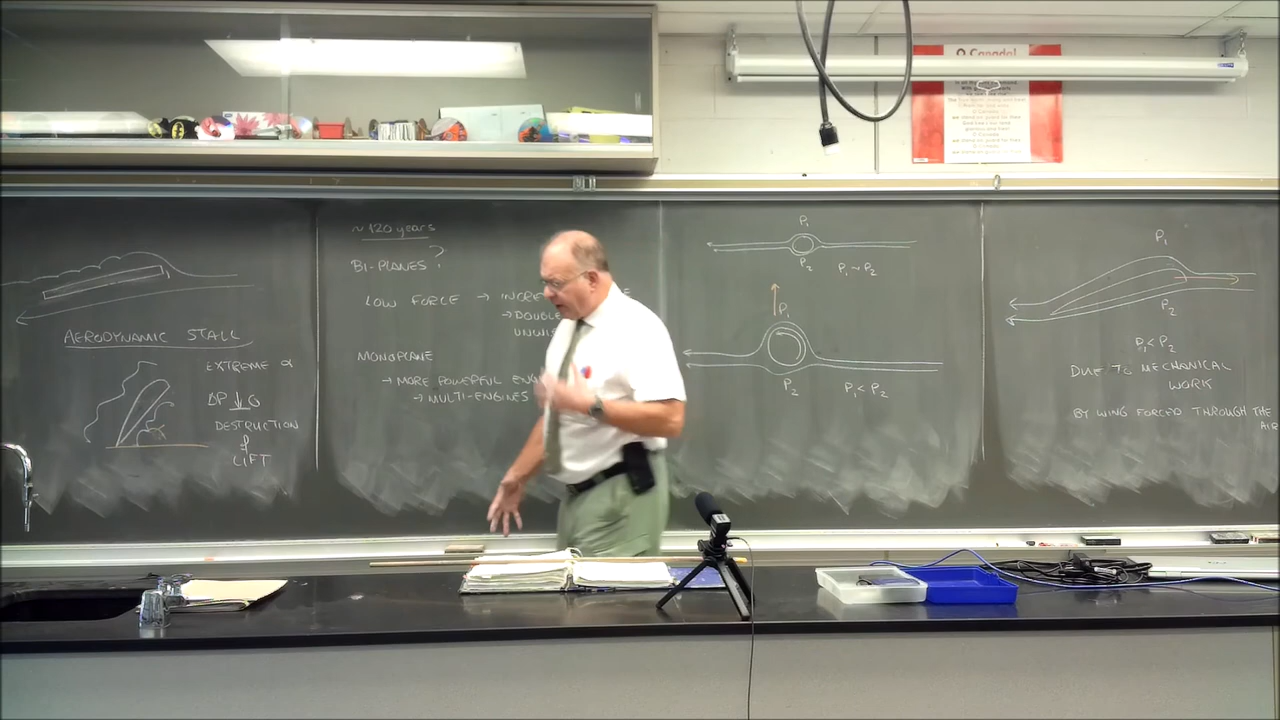 AERODYNAMIC STALL
EXTREME α
ΔP ↓ 0
DESTRUCTION
of
LIFT
~ 120 years
BI-PLANES?
LOW FORCE →
→ DOUBLE
MONOPLANE
→ MORE POWERFUL
→ MULTI-ENGINES
P₁
P₂
P₁ ~ P₂
P₁
P₂
P₁ < P₂
P₁
P₂
P₁ < P₂
DUE TO MECHANICAL
WORK
BY WING FORCED THROUGH THE
AIR
O Canada!